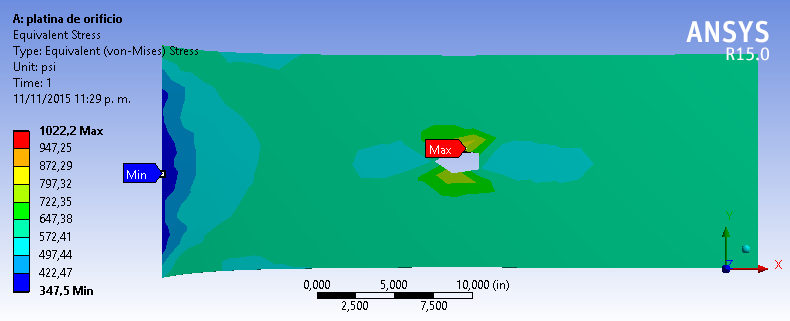 A: platina de orificio
Equivalent Stress
Type: Equivalent (von-Mises) Stress
Unit: psi
Time: 1
11/11/2015 11:29 p. m.
ANSYS
R15.0
1022,2 Max
947,25
872,29
797,32
722,35
647,38
572,41
497,44
422,47
347,5 Min
Min
Max
Y
Z
X
0,000 5,000 10,000 (in)
2,500 7,500